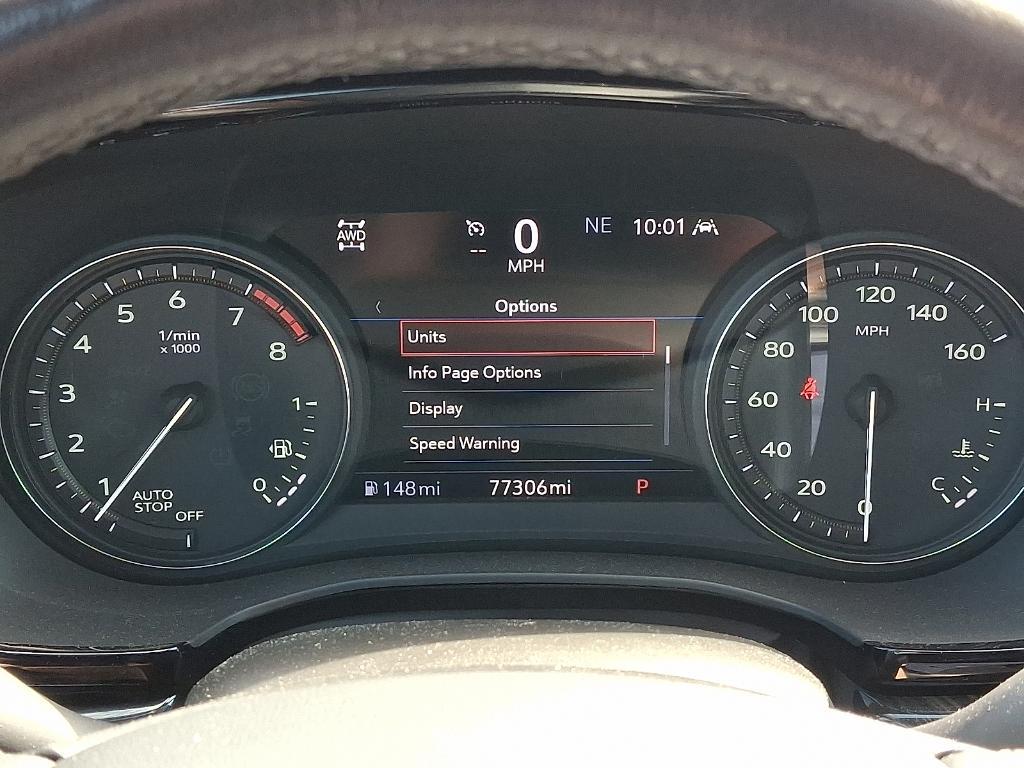 AWD
--
0
MPH
NE
10:01
Options
Units
Info Page Options
Display
Speed Warning
148mi
77306mi
P
1
2
3
4
5
6
7
8
1/min
x 1000
AUTO
STOP
OFF
1
0
0
20
40
60
80
100
120
140
160
MPH
H
C